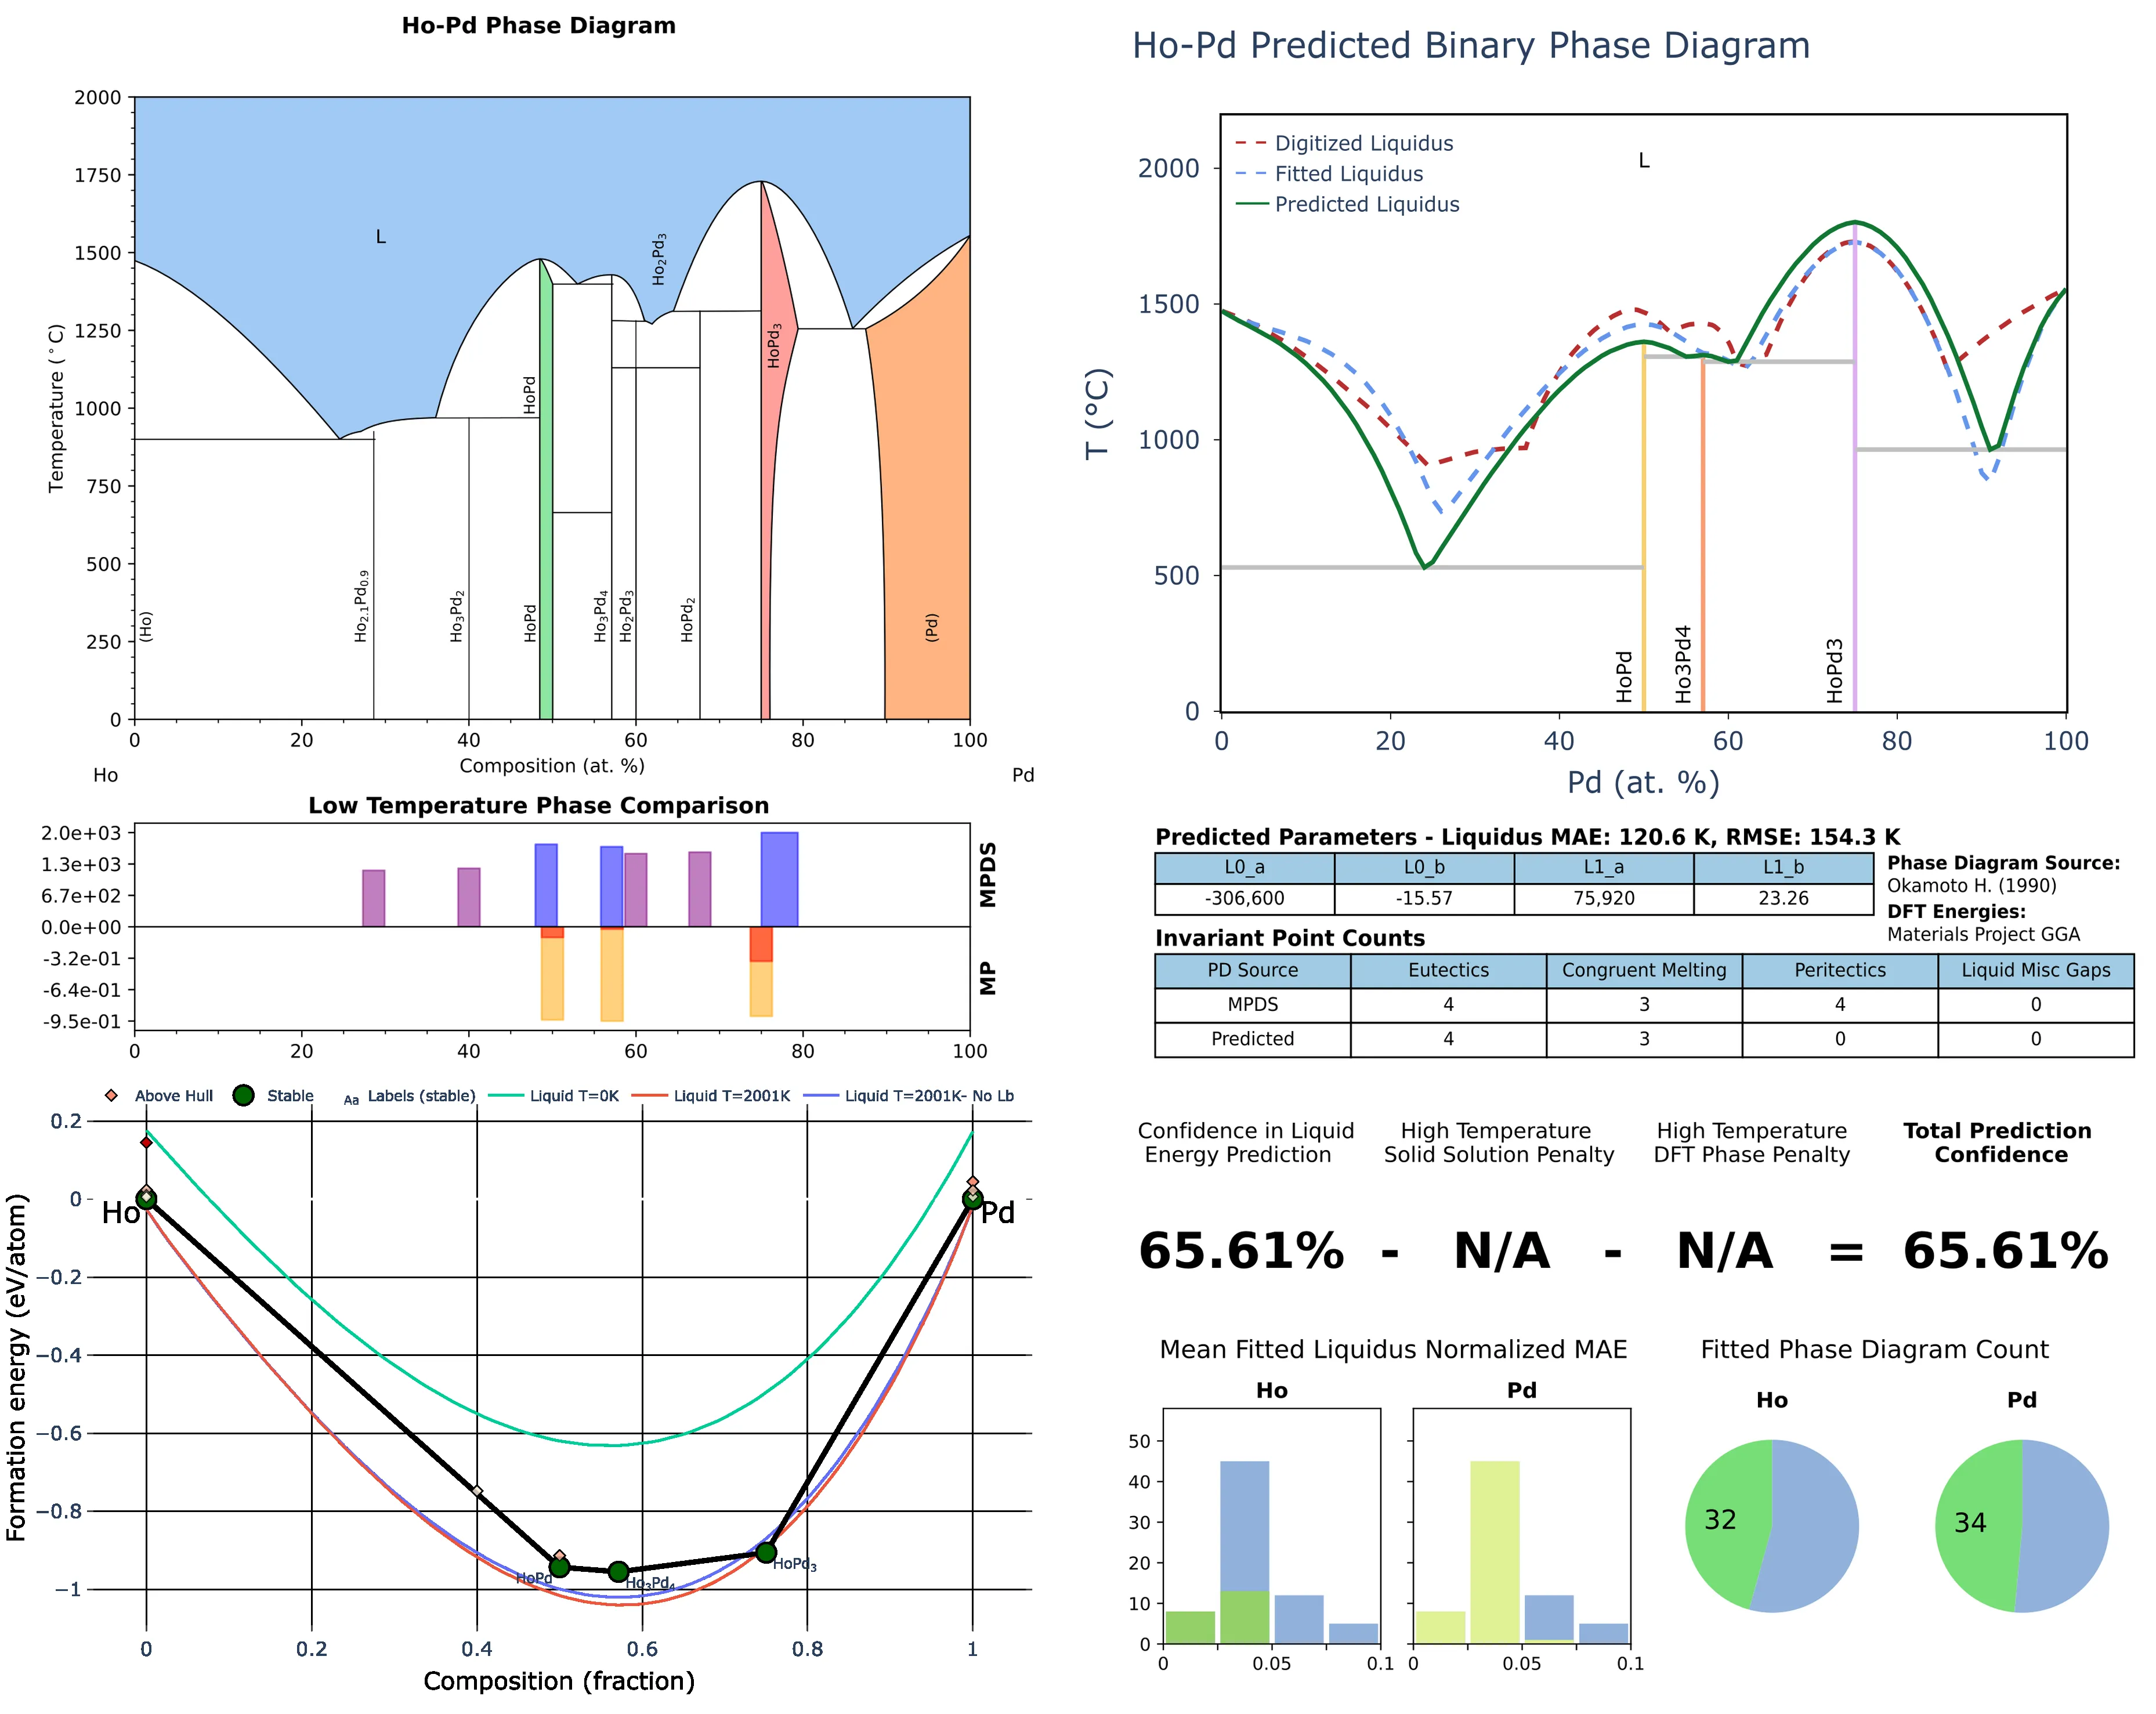 Ho-Pd Phase Diagram
2000
1750
1500
1250
1000
750
500
250
0
Temperature (°C)
L
Ho2Pd3
HoPd3
HoPd
(Ho)
Ho2.1Pd0.9
Ho3Pd2
HoPd
Ho3Pd4
Ho2Pd3
HoPd2
(Pd)
0 20 40 60 80 100
Composition (at. %)
Ho Pd
Low Temperature Phase Comparison
2.0e+03
1.3e+03
6.7e+02
0.0e+00
-3.2e-01
-6.4e-01
-9.5e-01
MPDS
MP
0 20 40 60 80 100
Above Hull Stable Aa Labels (stable) Liquid T=0K Liquid T=2001K Liquid T=2001K- No Lb
0.2
0
−0.2
−0.4
−0.6
−0.8
−1
Formation energy (eV/atom)
Ho
Pd
HoPd
Ho3Pd4
HoPd3
0 0.2 0.4 0.6 0.8 1
Composition (fraction)
Ho-Pd Predicted Binary Phase Diagram
Digitized Liquidus
Fitted Liquidus
Predicted Liquidus
L
2000
1500
1000
500
0
T (°C)
HoPd
Ho3Pd4
HoPd3
0 20 40 60 80 100
Pd (at. %)
Predicted Parameters - Liquidus MAE: 120.6 K, RMSE: 154.3 K
L0_a L0_b L1_a L1_b
-306,600 -15.57 75,920 23.26
Phase Diagram Source:
Okamoto H. (1990)
DFT Energies:
Materials Project GGA
Invariant Point Counts
PD Source Eutectics Congruent Melting Peritectics Liquid Misc Gaps
MPDS 4 3 4 0
Predicted 4 3 0 0
Confidence in Liquid
Energy Prediction
High Temperature
Solid Solution Penalty
High Temperature
DFT Phase Penalty
Total Prediction
Confidence
65.61% - N/A - N/A = 65.61%
Mean Fitted Liquidus Normalized MAE
Ho
Pd
50
40
30
20
10
0
0 0.05 0.1
0 0.05 0.1
Fitted Phase Diagram Count
Ho
Pd
32
34